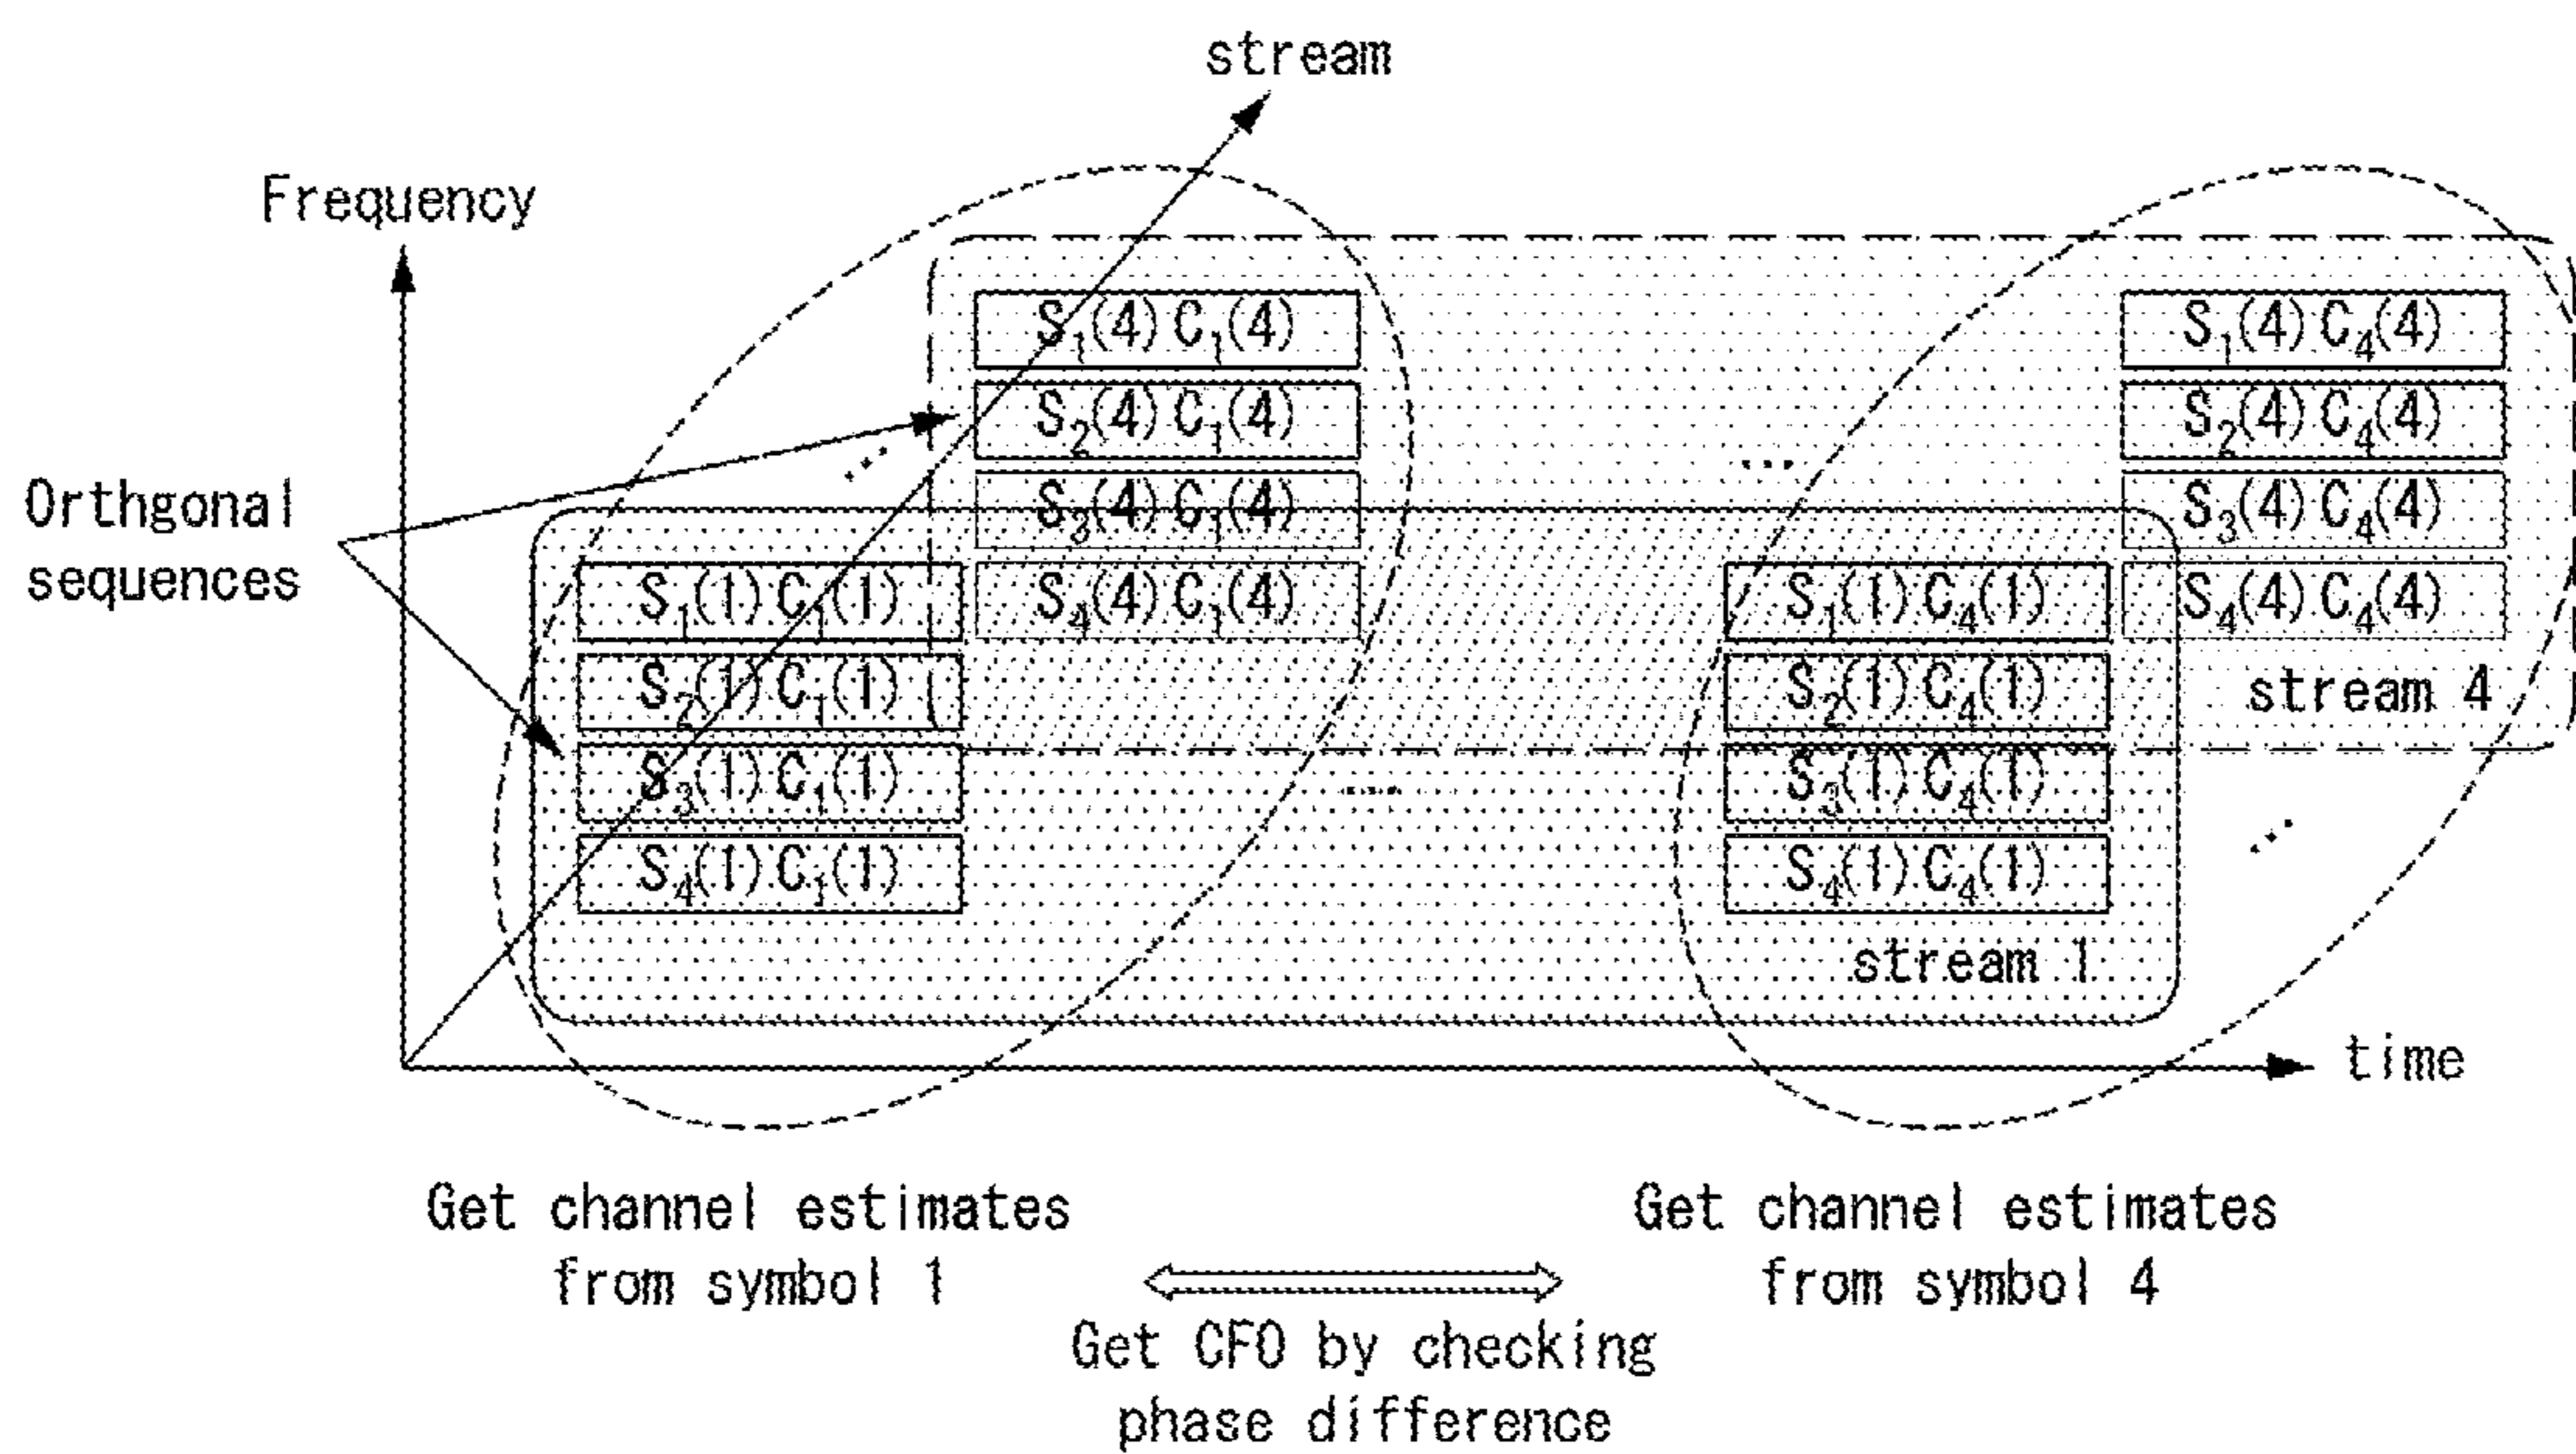 stream
Frequency
S₁(4) C₁(4)
S₂(4) C₁(4)
S₃(4) C₁(4)
S₄(4) C₁(4)
...
S₁(4) C₄(4)
S₂(4) C₄(4)
S₃(4) C₄(4)
S₄(4) C₄(4)
stream 4
...
Orthgonal
sequences
S₁(1) C₁(1)
S₂(1) C₁(1)
S₃(1) C₁(1)
S₄(1) C₁(1)
...
S₁(1) C₄(1)
S₂(1) C₄(1)
S₃(1) C₄(1)
S₄(1) C₄(1)
stream 1
...
time
Get channel estimates
from symbol 1
Get channel estimates
from symbol 4
Get CFO by checking
phase difference